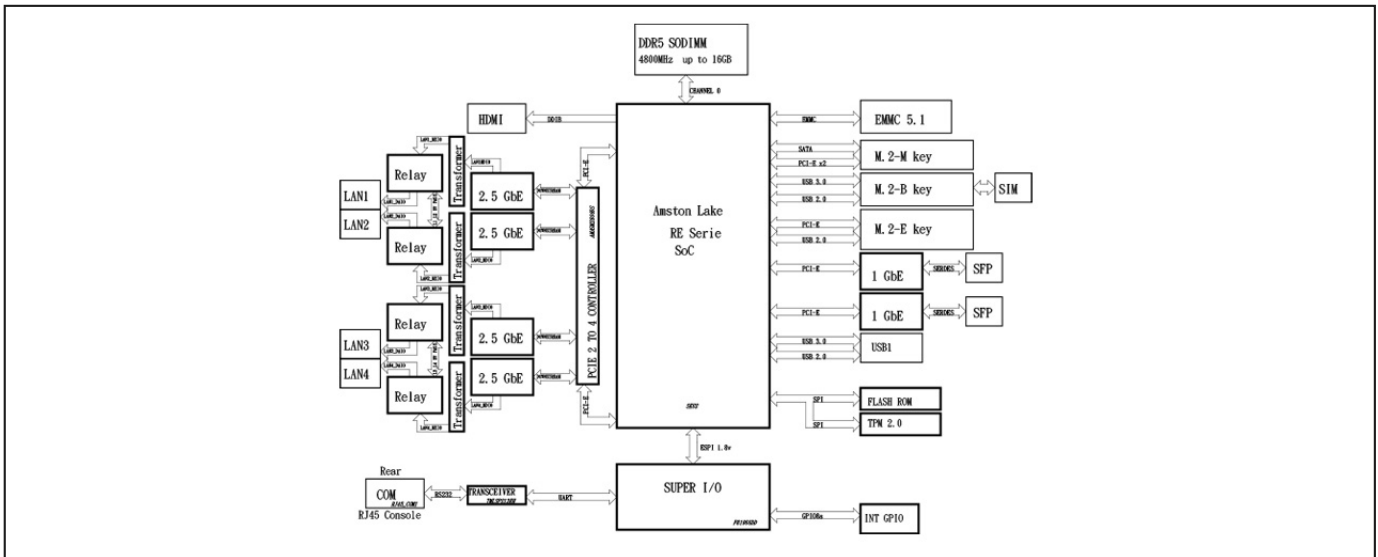 DDR5 SODIMM
4800MHz up to 16GB
CHANNEL 0
HDMI
DDIB
EMMC
EMMC 5.1
SATA
PCI-E x2
M.2-M key
USB 3.0
USB 2.0
M.2-B key
SIM
PCI-E
USB 2.0
M.2-E key
PCI-E
1 GbE
SERDES
SFP
PCI-E
1 GbE
SERDES
SFP
USB 3.0
USB 2.0
USB1
SPI
FLASH ROM
SPI
TPM 2.0
Amston Lake
RE Serie
SoC
PCI-E
PCIE 2 TO 4 CONTROLLER
PCI-E
LAN1
LAN2
Relay
Relay
Transformer
Transformer
2.5 GbE
2.5 GbE
LAN3
LAN4
Relay
Relay
Transformer
Transformer
2.5 GbE
2.5 GbE
ESPI 1.8v
SUPER I/O
Rear
COM
RJ45 Console
RS232
TRANSCEIVER
UART
INT GPIO